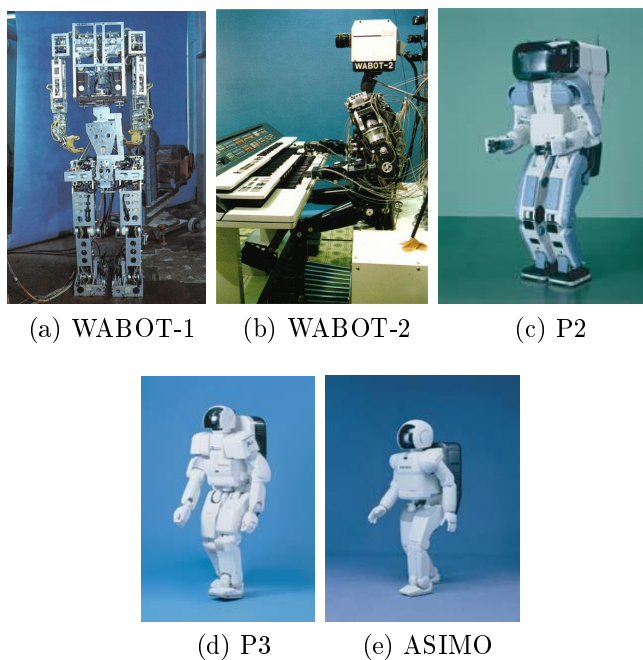 WABOT-2
(a) WABOT-1
(b) WABOT-2
(c) P2
(d) P3
(e) ASIMO